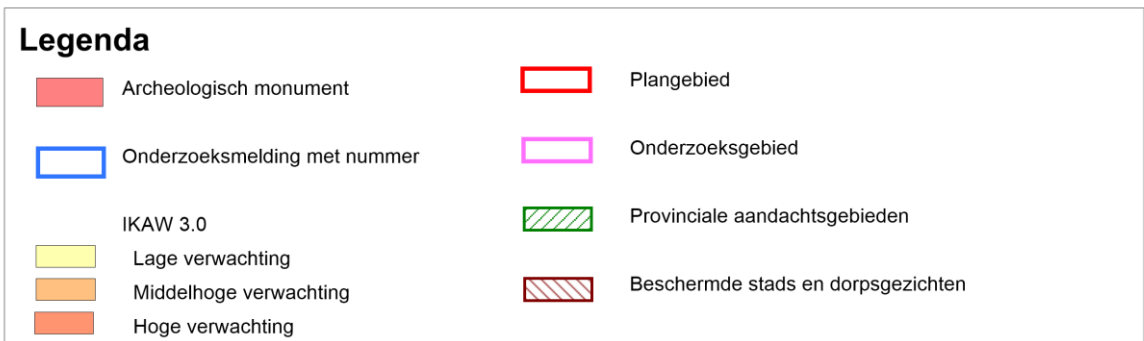 Legenda
Archeologisch monument
Onderzoeksmelding met nummer
IKAW 3.0
Lage verwachting
Middelhoge verwachting
Hoge verwachting
Plangebied
Onderzoeksgebied
Provinciale aandachtsgebieden
Beschermde stads en dorpsgezichten